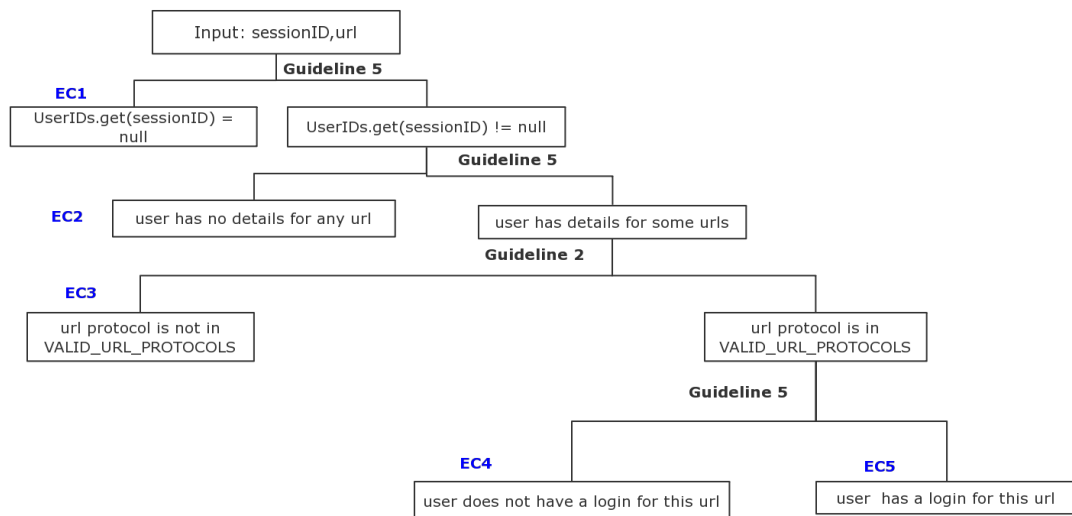 Input: sessionID,url
Guideline 5
EC1
UserIDs.get(sessionID) =
null
UserIDs.get(sessionID) != null
Guideline 5
EC2
user has no details for any url
user has details for some urls
Guideline 2
EC3
url protocol is not in
VALID_URL_PROTOCOLS
url protocol is in
VALID_URL_PROTOCOLS
Guideline 5
EC4
EC5
user does not have a login for this url
user  has a login for this url